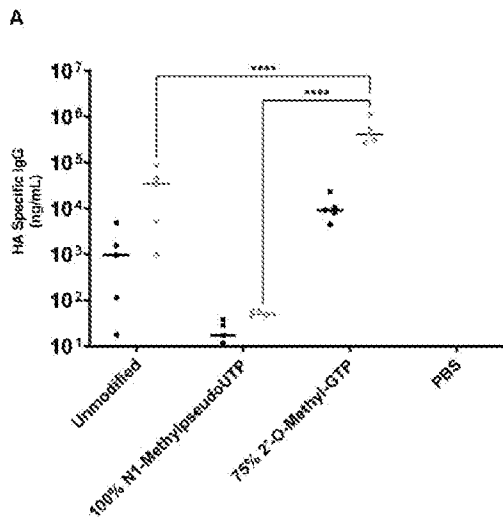 A
****
****
HA Specific IgG
(ng/mL)
10⁷
10⁶
10⁵
10⁴
10³
10²
10¹
Unmodified
100% N1-MethylpseudoUTP
75% 2'-O-Methyl-GTP
PBS